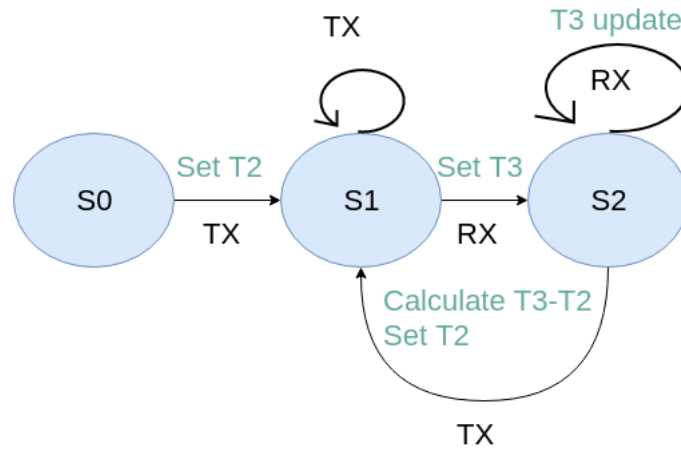 T3 update
TX
RX
Set T2
Set T3
S0
S1
S2
TX
RX
Calculate T3-T2
Set T2
TX